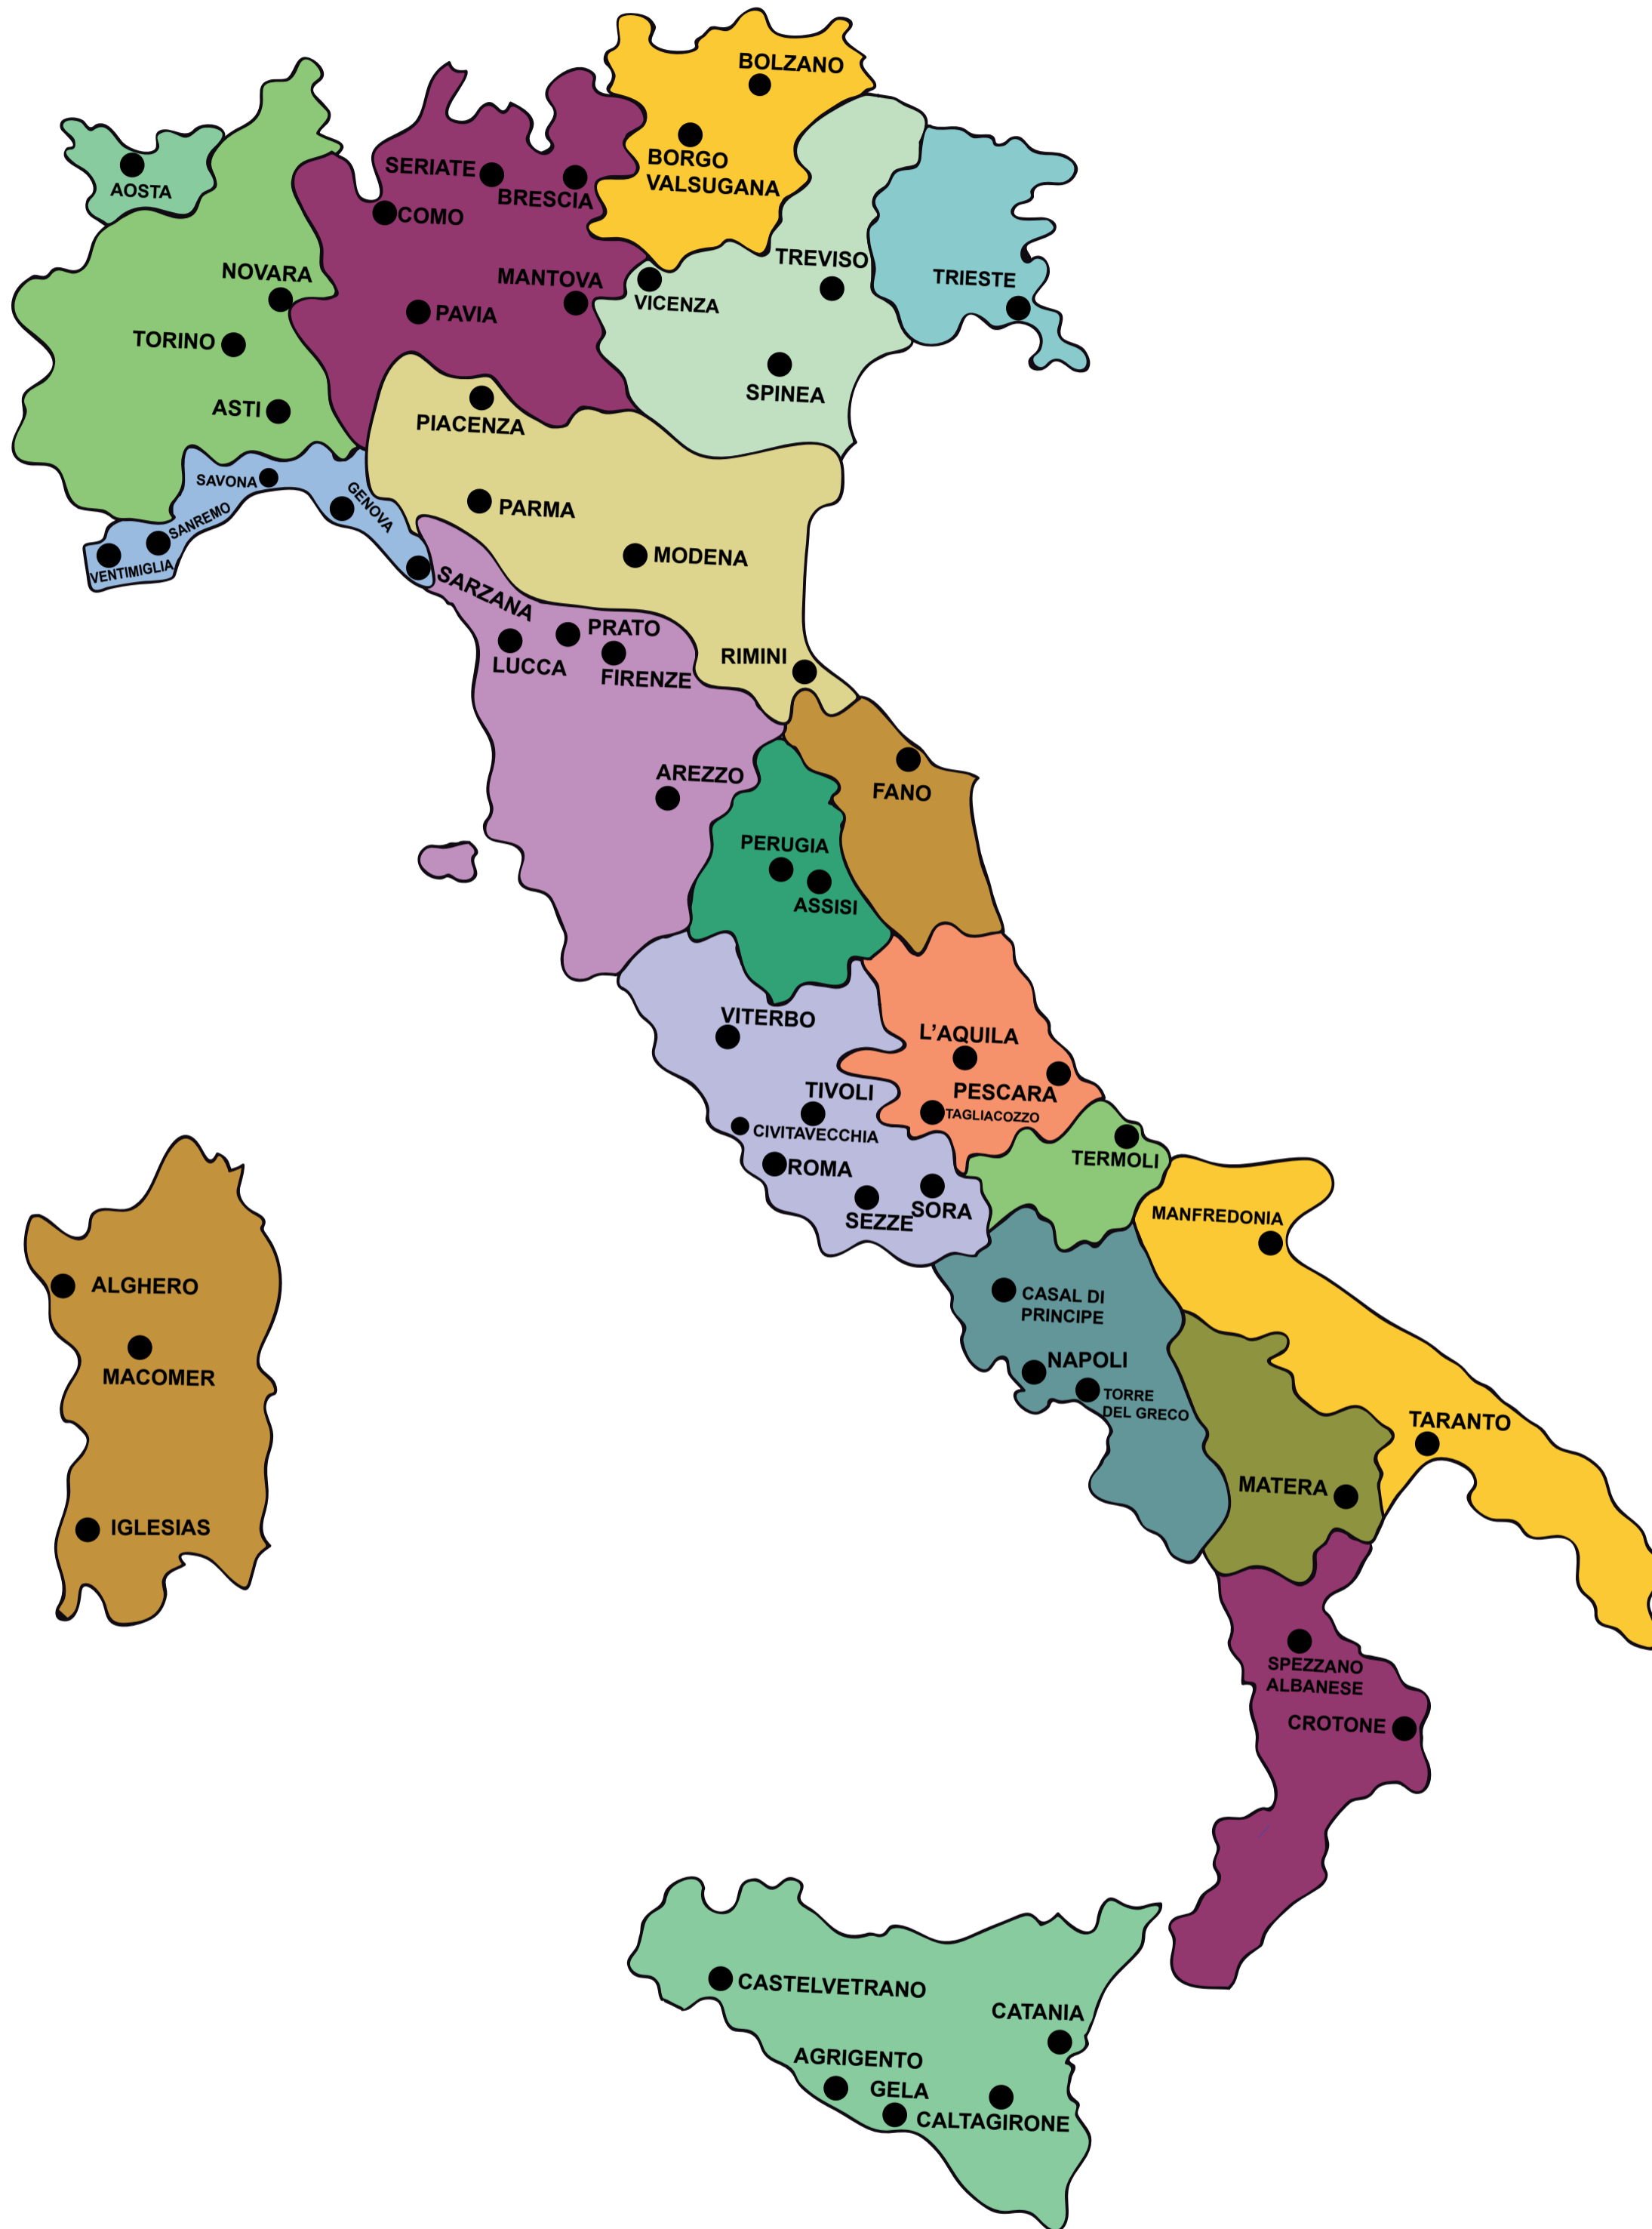 BOLZANO
BORGO
VALSUGANA
AOSTA
SERIATE
BRESCIA
COMO
NOVARA
MANTOVA
TREVISO
VICENZA
TRIESTE
TORINO
PAVIA
SPINEA
ASTI
PIACENZA
SAVONA
GENOVA
SANREMO
VENTIMIGLIA
PARMA
MODENA
SARZANA
PRATO
LUCCA
FIRENZE
RIMINI
AREZZO
FANO
PERUGIA
ASSISI
VITERBO
L'AQUILA
TIVOLI
PESCARA
TAGLIACOZZO
CIVITAVECCHIA
ROMA
TERMOLI
SEZZE
SORA
MANFREDONIA
ALGHERO
MACOMER
IGLESIAS
CASAL DI
PRINCIPE
NAPOLI
TORRE
DEL GRECO
TARANTO
MATERA
SPEZZANO
ALBANESE
CROTONE
CASTELVETRANO
CATANIA
AGRIGENTO
GELA
CALTAGIRONE